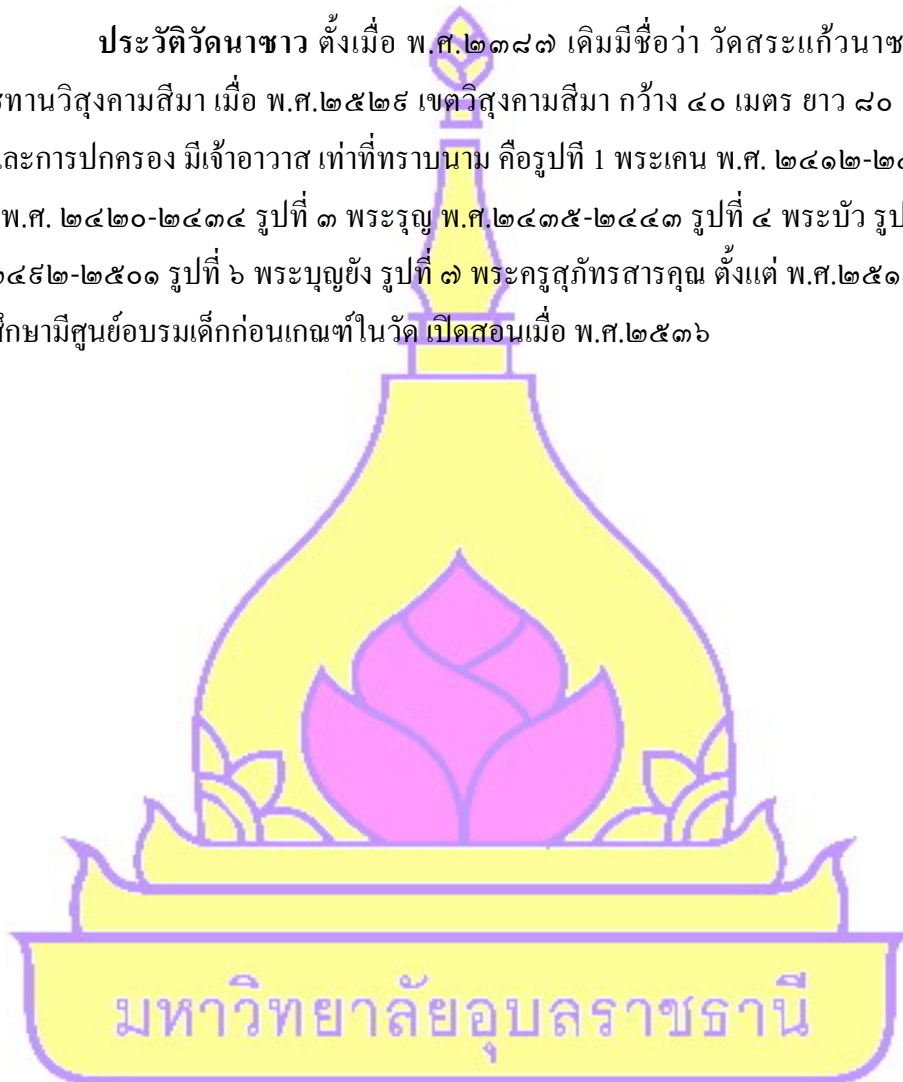 ประวัติวัดนาซาว ตั้งเมื่อ พ.ศ.๒๓๘๗ เดิมมีชื่อว่า วัดสระแก้วนาซ
ทานวิสุงคามสีมา เมื่อ พ.ศ.๒๕๒๙ เขตวิสุงคามสีมา กว้าง ๔๐ เมตร ยาว ๘๐
และการปกครอง มีเจ้าอาวาส เท่าที่ทราบนาม คือรูปที 1 พระเคน พ.ศ. ๒๔๑๒-๒๔
พ.ศ. ๒๔๒๐-๒๔๓๔ รูปที่ ๓ พระรุญ พ.ศ.๒๔๓๕-๒๔๔๓ รูปที่ ๔ พระบัว รูป
๒๔๙๒-๒๕๐๑ รูปที่ ๖ พระบุญยัง รูปที่ ๗ พระครูสุภัทรสารคุณ ตั้งแต่ พ.ศ.๒๕๑
ศึกษามีศูนย์อบรมเด็กก่อนเกณฑ์ในวัด เปิดสอนเมื่อ พ.ศ.๒๕๓๖
มหาวิทยาลัยอุบลราชธานี